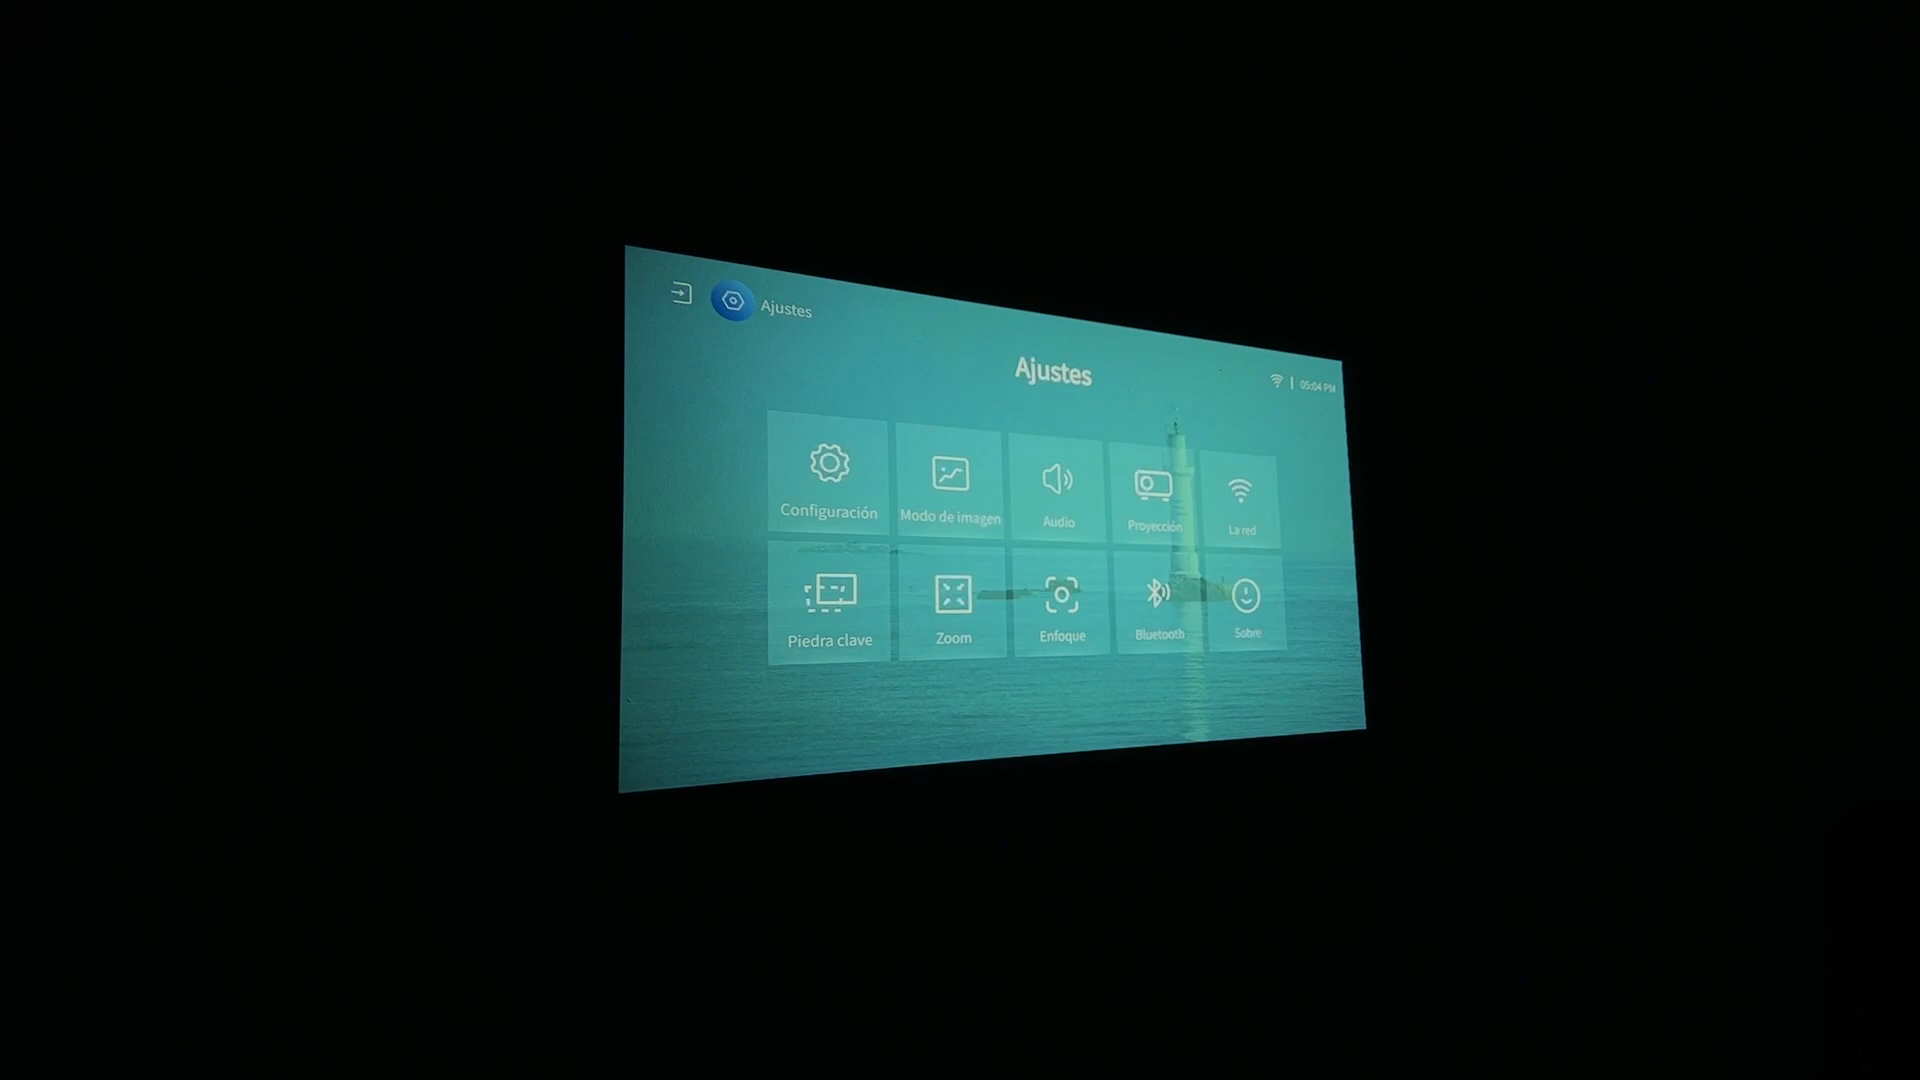 Ajustes
Ajustes
05:04 PM
Configuración
Modo de imagen
Audio
Proyección
La red
Piedra clave
Zoom
Enfoque
Bluetooth
Sobre